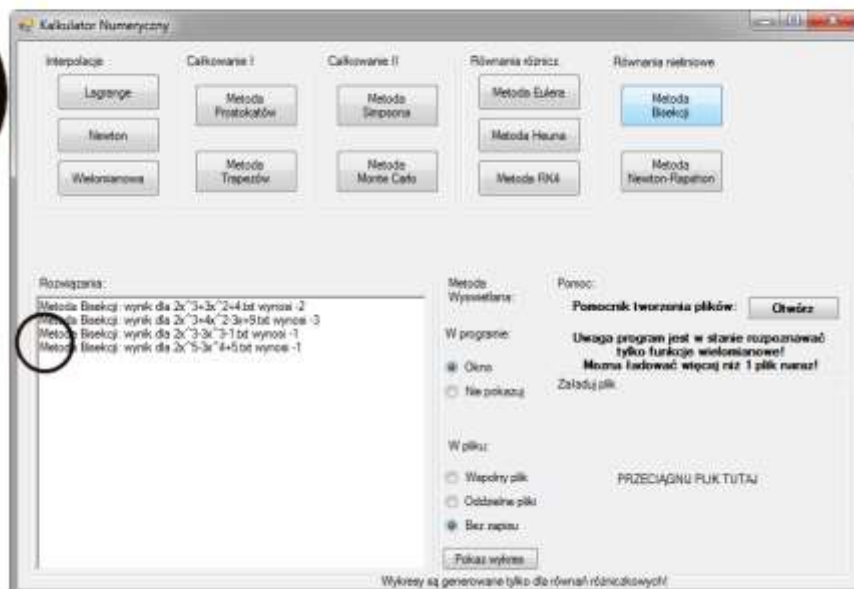 Kalkulator Numeryczny
Interpolacje
Całkowanie I
Całkowanie II
Równania różnicz.
Równania nieliniowe
Lagrange
Metoda
Prostokątów
Metoda
Simpsona
Metoda Eulera
Metoda
Bisekcji
Newton
Metoda Heuna
Wielomianowa
Metoda
Trapezów
Metoda
Monte Carlo
Metoda RK4
Metoda
Newton-Raphson
Rozwiązania:
Metoda Bisekcji: wynik dla 2x^3+3x^2+4.txt wynosi -2
Metoda Bisekcji: wynik dla 2x^3+4x^2-3x+9.txt wynosi -3
Metoda Bisekcji: wynik dla 2x^3-3x^3-1.txt wynosi -1
Metoda Bisekcji: wynik dla 2x^5-3x^4+5.txt wynosi -1
Metoda
Wyświetlania:
W programie:
Okno
Nie pokazuj
W pliku:
Wspólny plik
Oddzielne pliki
Bez zapisu
Pokaz wykres
Pomoc:
Pomocnik tworzenia plików:
Otwórz
Uwaga program jest w stanie rozpoznawać
tylko funkcje wielomianowe!
Można ładować więcej niż 1 plik naraz!
Załaduj plik
PRZECIĄGNIJ PLIK TUTAJ
Wykresy są generowane tylko dla równań różniczkowych!